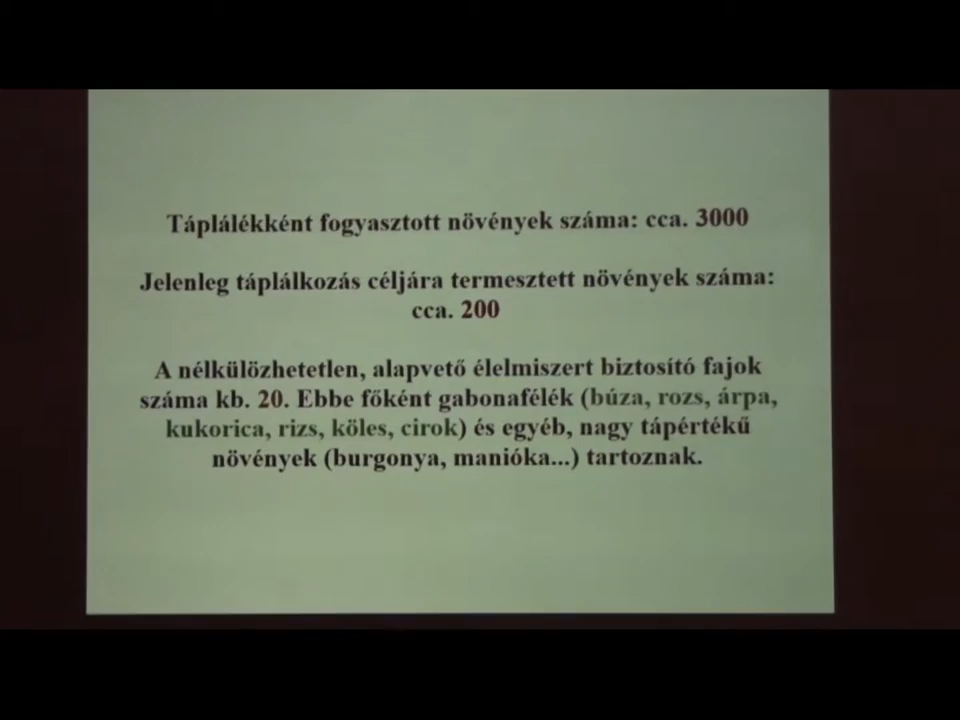 Táplálékként fogyasztott növények száma: cca. 3000
Jelenleg táplálkozás céljára termesztett növények száma:
cca. 200
A nélkülözhetetlen, alapvető élelmiszert biztosító fajok
száma kb. 20. Ebbe főként gabonafélék (búza, rozs, árpa,
kukorica, rizs, köles, cirok) és egyéb, nagy tápértékű
növények (burgonya, manióka...) tartoznak.